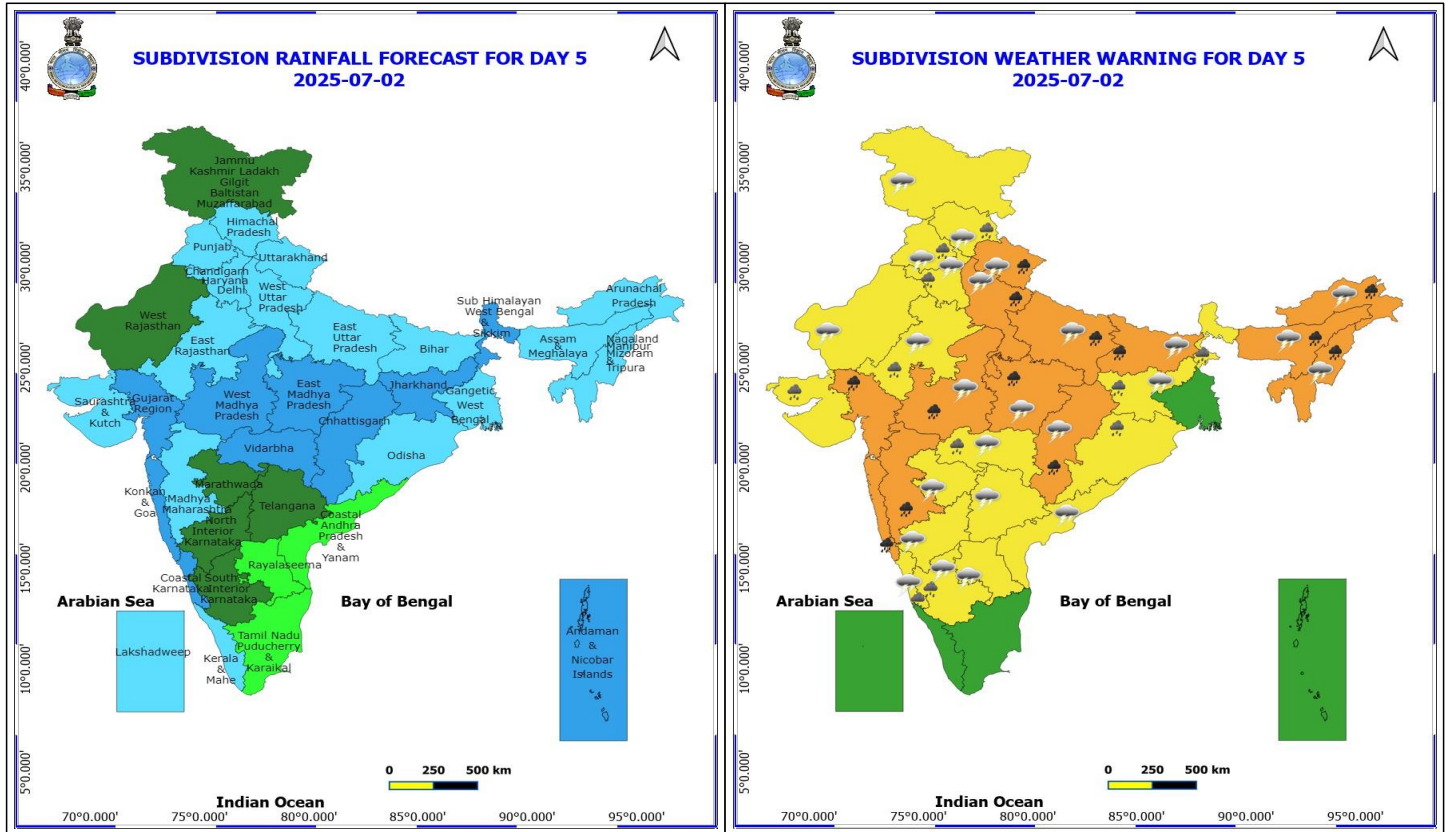 SUBDIVISION RAINFALL FORECAST FOR DAY 5
2025-07-02
40°0.000'
35°0.000'
30°0.000'
25°0.000'
20°0.000'
15°0.000'
10°0.000'
5°0.000'
Jammu
Kashmir Ladakh
Gilgit
Baltistan
Muzaffarabad
Himachal
Pradesh
Punjab
Uttarakhand
Chandigarh
Haryana
Delhi
West
Uttar
Pradesh
West
Rajasthan
East
Rajasthan
East
Uttar
Pradesh
Bihar
Sub Himalayan
West Bengal
&
Sikkim
Arunachal
Pradesh
Assam
&
Meghalaya
Nagaland
Manipur
Mizoram
&
Tripura
Saurashtra
&
Kutch
Gujarat
Region
West
Madhya
Pradesh
East
Madhya
Pradesh
Jharkhand
Gangetic
West
Bengal
Chhattisgarh
Vidarbha
Odisha
Konkan
&
Goa
Madhya
Maharashtra
Marathwada
Telangana
North
Interior
Karnataka
Coastal
Andhra
Pradesh
&
Yanam
Rayalaseema
Coastal
Karnataka
South
Interior
Karnataka
Tamil Nadu
Puducherry
&
Karaikal
Kerala
&
Mahe
Arabian Sea
Lakshadweep
Bay of Bengal
Andaman
&
Nicobar
Islands
0 250 500 km
Indian Ocean
70°0.000' 75°0.000' 80°0.000' 85°0.000' 90°0.000' 95°0.000'
SUBDIVISION WEATHER WARNING FOR DAY 5
2025-07-02
40°0.000'
35°0.000'
30°0.000'
25°0.000'
20°0.000'
15°0.000'
10°0.000'
5°0.000'
Arabian Sea
Bay of Bengal
0 250 500 km
Indian Ocean
70°0.000' 75°0.000' 80°0.000' 85°0.000' 90°0.000' 95°0.000'